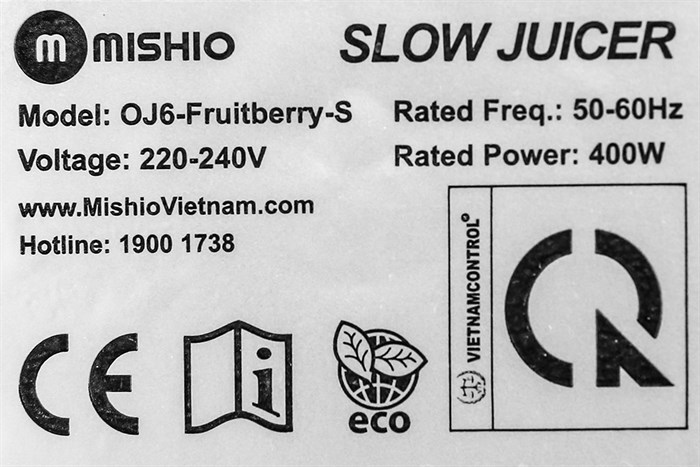 m MISHIO
SLOW JUICER
Model: OJ6-Fruitberry-S
Rated Freq.: 50-60Hz
Voltage: 220-240V
Rated Power: 400W
www.MishioVietnam.com
Hotline: 1900 1738
VIETNAMCONTROL®
CE
i
eco
CR